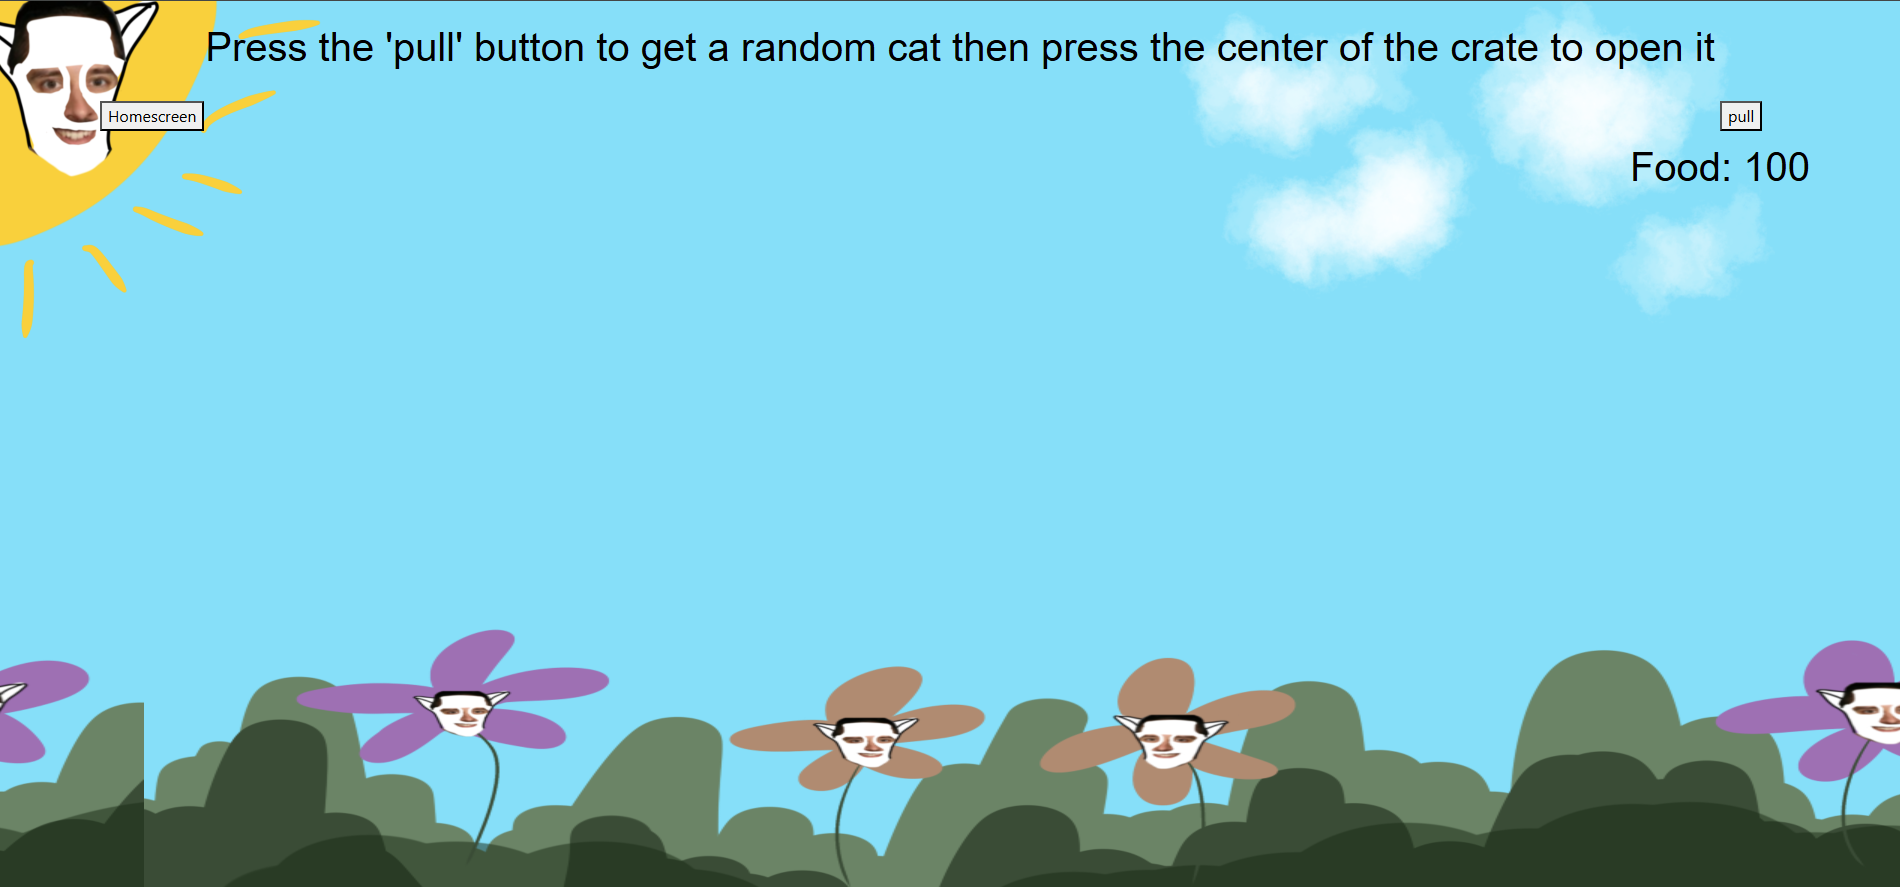 Press the 'pull' button to get a random cat then press the center of the crate to open it
Homescreen
pull
Food: 100